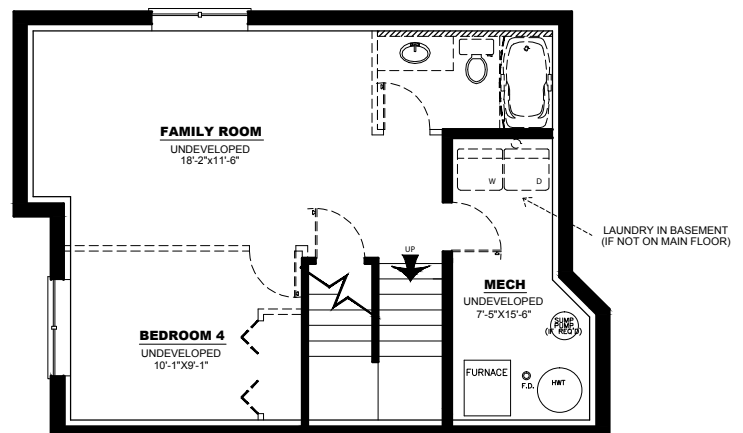 FAMILY ROOM
UNDEVELOPED
18'-2"x11'-6"
W
D
LAUNDRY IN BASEMENT
(IF NOT ON MAIN FLOOR)
UP
MECH
UNDEVELOPED
7'-5"X15'-6"
SUMP
PUMP
(IF REQ'D)
BEDROOM 4
UNDEVELOPED
10'-1"X9'-1"
FURNACE
F.D.
HWT